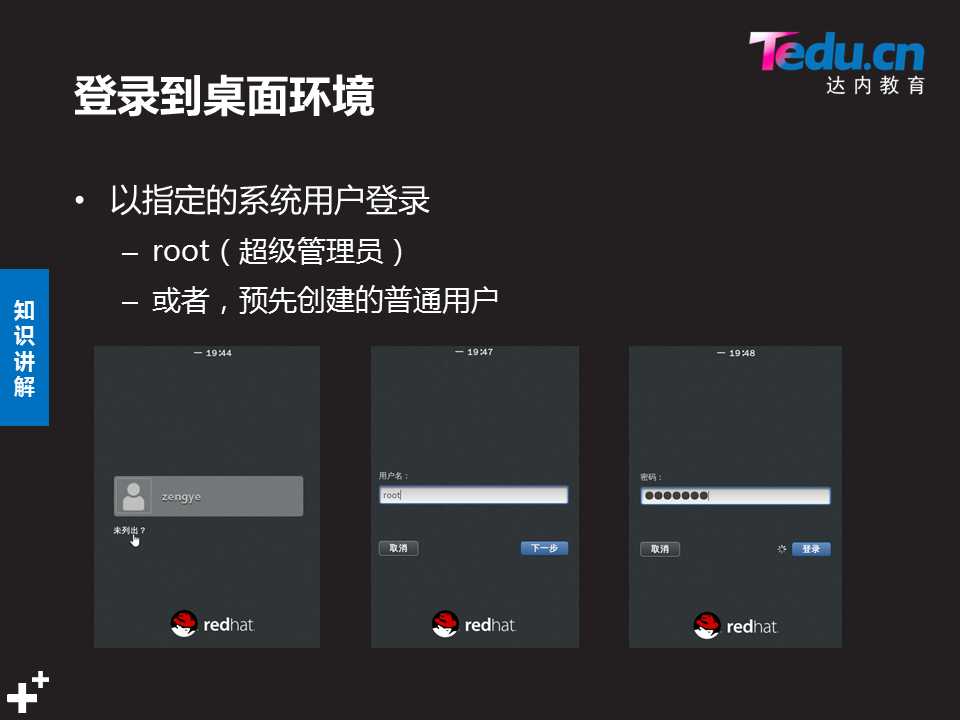 Tedu.cn
达内教育
登录到桌面环境
• 以指定的系统用户登录
– root（超级管理员）
– 或者，预先创建的普通用户
知识讲解
一 19:44
zengye
未列出？
redhat.
一 19:47
用户名：
root
取消 下一步
redhat.
一 19:48
密码：
●●●●●●●
取消 登录
redhat.